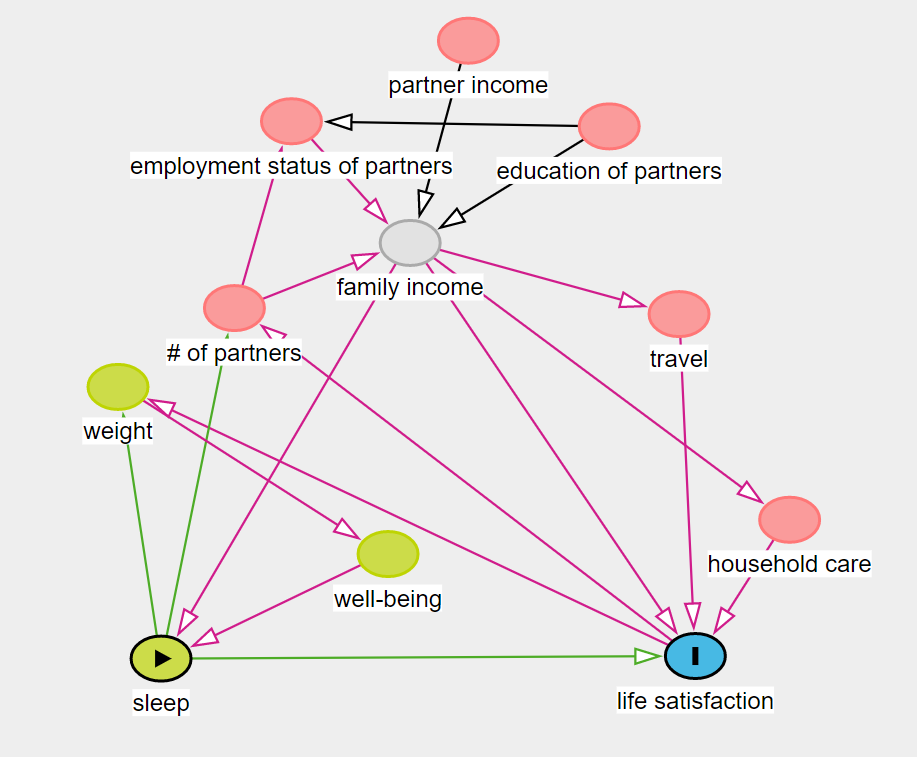 partner income
employment status of partners
education of partners
family income
# of partners
travel
weight
household care
well-being
sleep
life satisfaction